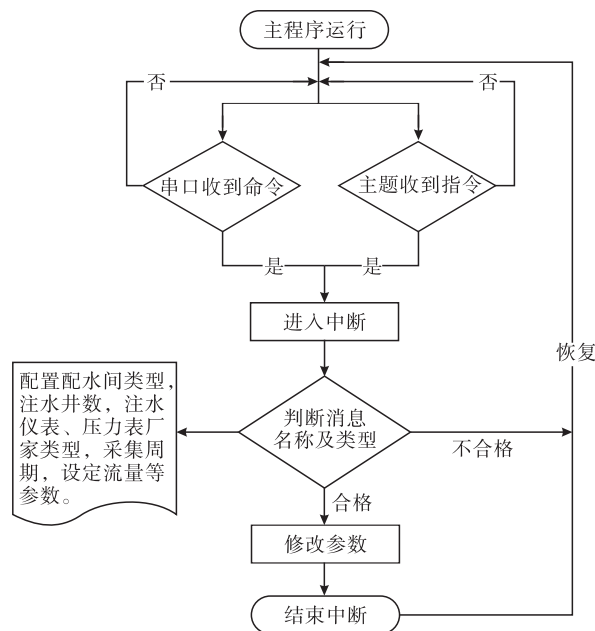 主程序运行
否
否
串口收到命令
主题收到指令
是
是
进入中断
恢复
配置配水间类型，
注水井数，注水
仪表、压力表厂
家类型，采集周
期，设定流量等
参数。
判断消息
名称及类型
不合格
合格
修改参数
结束中断